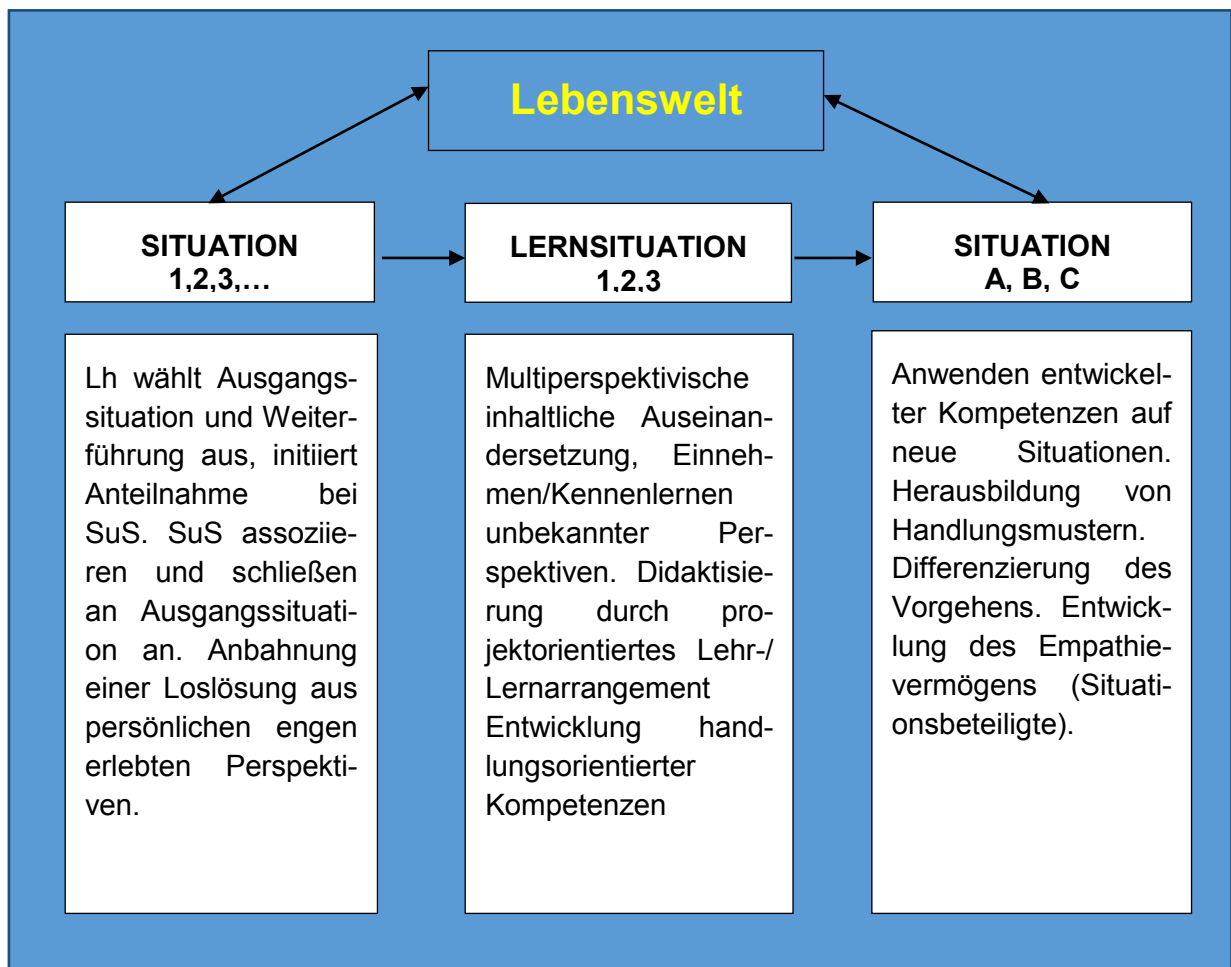 Lebenswelt
SITUATION
1,2,3,…
LERNSITUATION
1,2,3
SITUATION
A, B, C
Lh wählt Ausgangs-
situation und Weiter-
führung aus, initiiert
Anteilnahme bei
SuS. SuS assoziie-
ren und schließen
an Ausgangssituati-
on an. Anbahnung
einer Loslösung aus
persönlichen engen
erlebten Perspekti-
ven.
Multiperspektivische
inhaltliche Auseinan-
dersetzung, Einneh-
men/Kennenlernen
unbekannter Per-
spektiven. Didaktisie-
rung durch pro-
jektorientiertes Lehr-/
Lernarrangement
Entwicklung hand-
lungsorientierter
Kompetenzen
Anwenden entwickel-
ter Kompetenzen auf
neue Situationen.
Herausbildung von
Handlungsmustern.
Differenzierung des
Vorgehens. Entwick-
lung des Empathie-
vermögens (Situati-
onsbeteiligte).